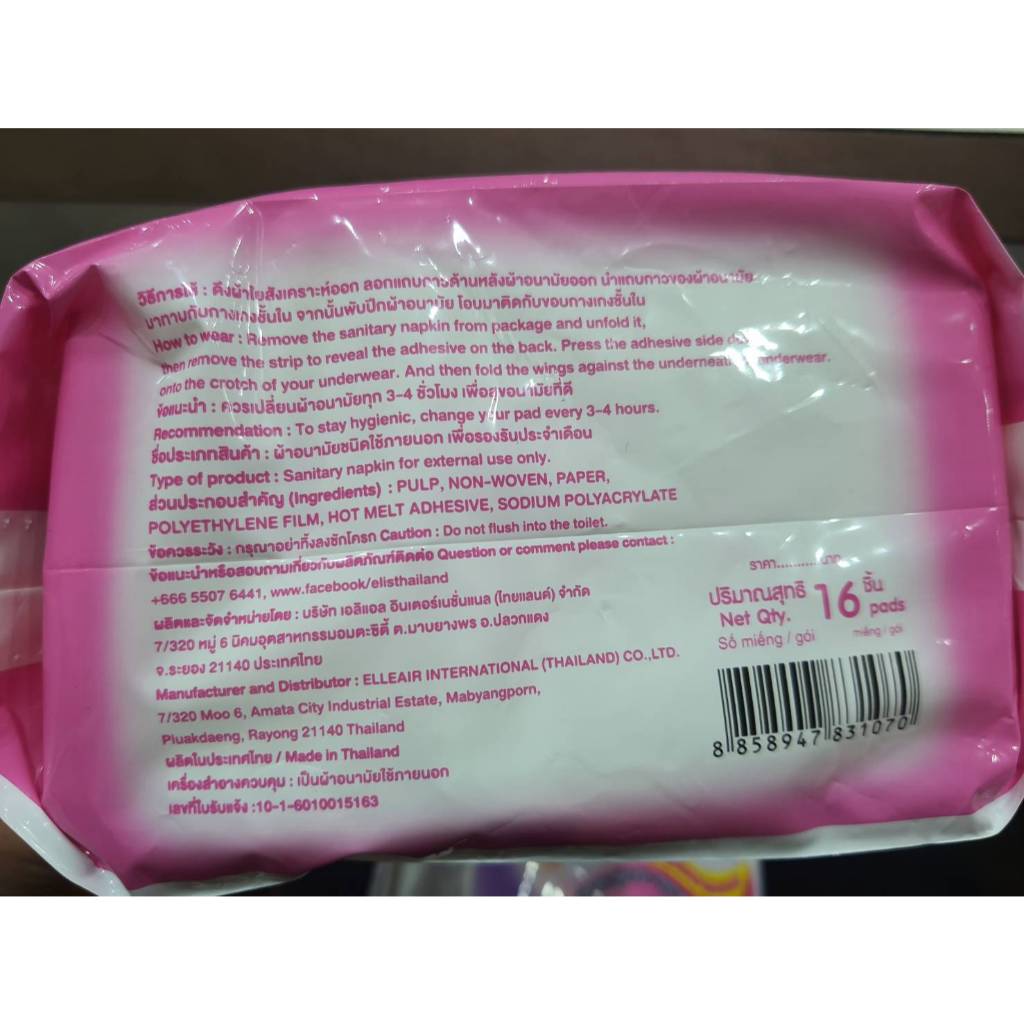 วิธีการใช้ : ดึงผ้าใยสังเคราะห์ออก ลอกแถบกาวด้านหลังผ้าอนามัยออก นำแถบกาวของผ้าอนามัย
มาทาบกับกางเกงชั้นใน จากนั้นพับปีกผ้าอนามัย โอบมาติดกับขอบกางเกงชั้นใน
How to wear : Remove the sanitary napkin from package and unfold it,
then remove the strip to reveal the adhesive on the back. Press the adhesive side
onto the crotch of your underwear. And then fold the wings against the underneath underwear.
ข้อแนะนำ : ควรเปลี่ยนผ้าอนามัยทุก 3-4 ชั่วโมง เพื่อสุขอนามัยที่ดี
Recommendation : To stay hygienic, change your pad every 3-4 hours.
ชื่อประเภทสินค้า : ผ้าอนามัยชนิดใช้ภายนอก เพื่อรองรับประจำเดือน
Type of product : Sanitary napkin for external use only.
ส่วนประกอบสำคัญ (Ingredients) : PULP, NON-WOVEN, PAPER,
POLYETHYLENE FILM, HOT MELT ADHESIVE, SODIUM POLYACRYLATE
ข้อควรระวัง : กรุณาอย่าทิ้งลงชักโครก Caution : Do not flush into the toilet.
ข้อแนะนำหรือสอบถามเกี่ยวกับผลิตภัณฑ์ติดต่อ Question or comment please contact :
+666 5507 6441, www.facebook/elisthailand
ผลิตและจัดจำหน่ายโดย : บริษัท เอลิแอล อินเตอร์เนชั่นแนล (ไทยแลนด์) จำกัด
7/320 หมู่ 6 นิคมอุตสาหกรรมอมตะซิตี้ ต.มาบยางพร อ.ปลวกแดง
จ.ระยอง 21140 ประเทศไทย
Manufacturer and Distributor : ELLEAIR INTERNATIONAL (THAILAND) CO.,LTD.
7/320 Moo 6, Amata City Industrial Estate, Mabyangporn,
Pluakdaeng, Rayong 21140 Thailand
ผลิตในประเทศไทย / Made in Thailand
เครื่องสำอางควบคุม : เป็นผ้าอนามัยใช้ภายนอก
เลขที่ใบรับแจ้ง :10-1-6010015163
ราคา...........บาท
ปริมาณสุทธิ 16 ชิ้น
Net Qty. pads
Số miếng / gói miếng / gói
8 858947 831070